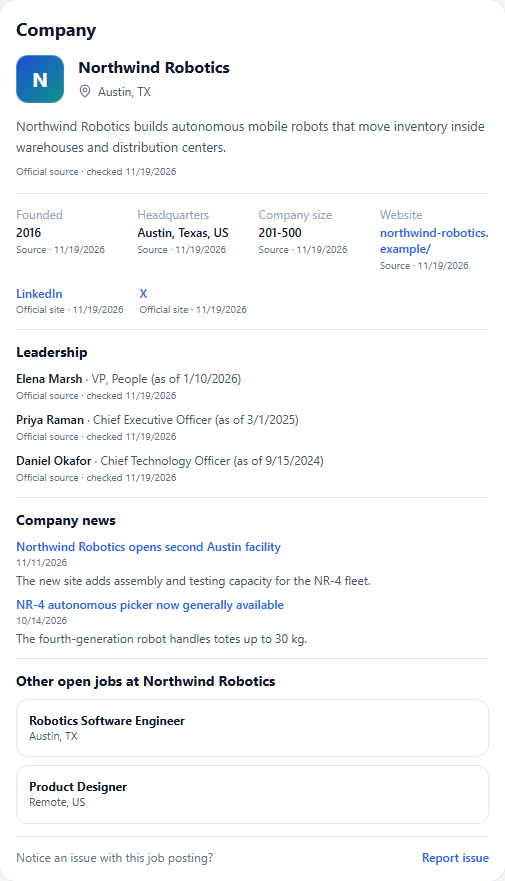 Company
N
Northwind Robotics
Austin, TX
Northwind Robotics builds autonomous mobile robots that move inventory inside
warehouses and distribution centers.
Official source · checked 11/19/2026
Founded
2016
Source · 11/19/2026
Headquarters
Austin, Texas, US
Source · 11/19/2026
Company size
201-500
Source · 11/19/2026
Website
northwind-robotics.
example/
Source · 11/19/2026
LinkedIn
Official site · 11/19/2026
X
Official site · 11/19/2026
Leadership
Elena Marsh · VP, People (as of 1/10/2026)
Official source · checked 11/19/2026
Priya Raman · Chief Executive Officer (as of 3/1/2025)
Official source · checked 11/19/2026
Daniel Okafor · Chief Technology Officer (as of 9/15/2024)
Official source · checked 11/19/2026
Company news
Northwind Robotics opens second Austin facility
11/11/2026
The new site adds assembly and testing capacity for the NR-4 fleet.
NR-4 autonomous picker now generally available
10/14/2026
The fourth-generation robot handles totes up to 30 kg.
Other open jobs at Northwind Robotics
Robotics Software Engineer
Austin, TX
Product Designer
Remote, US
Notice an issue with this job posting?
Report issue